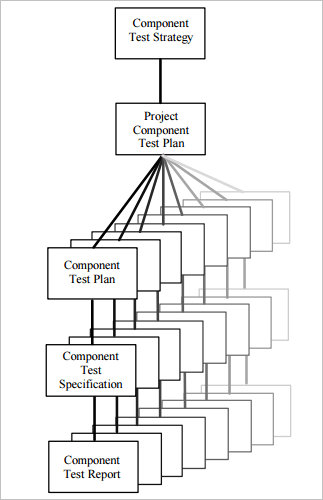 Component
Test Strategy
Project
Component
Test Plan
Component
Test Plan
Component
Test
Specification
Component
Test Report